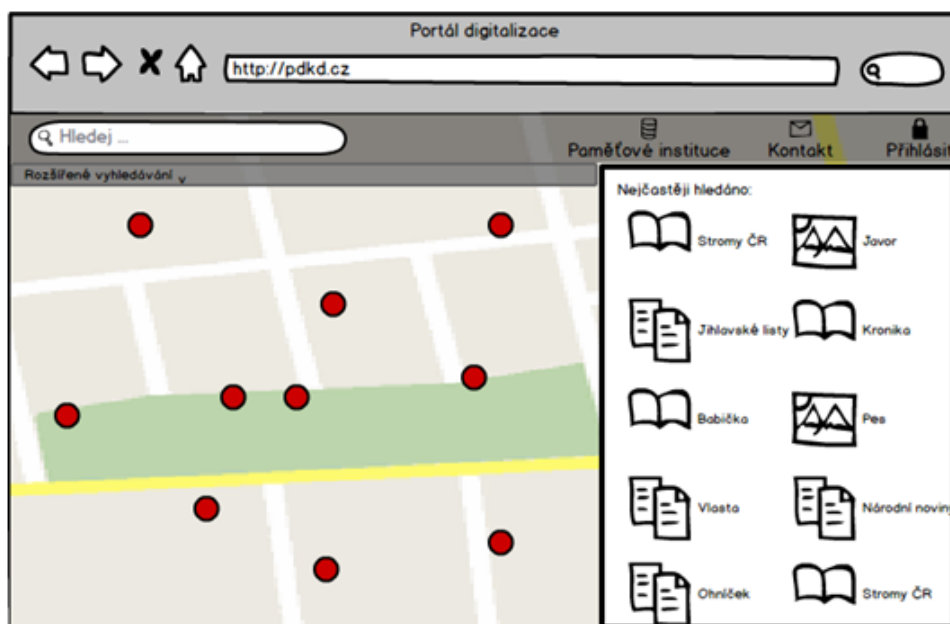 Portál digitalizace
http://pdkd.cz
Hledej ...
Paměťové instituce
Kontakt
Přihlásit
Rozšířené vyhledávání
Nejčastěji hledáno:
Stromy ČR
Javor
Jihlavské listy
Kronika
Babička
Pes
Vlasta
Národní noviny
Ohníček
Stromy ČR